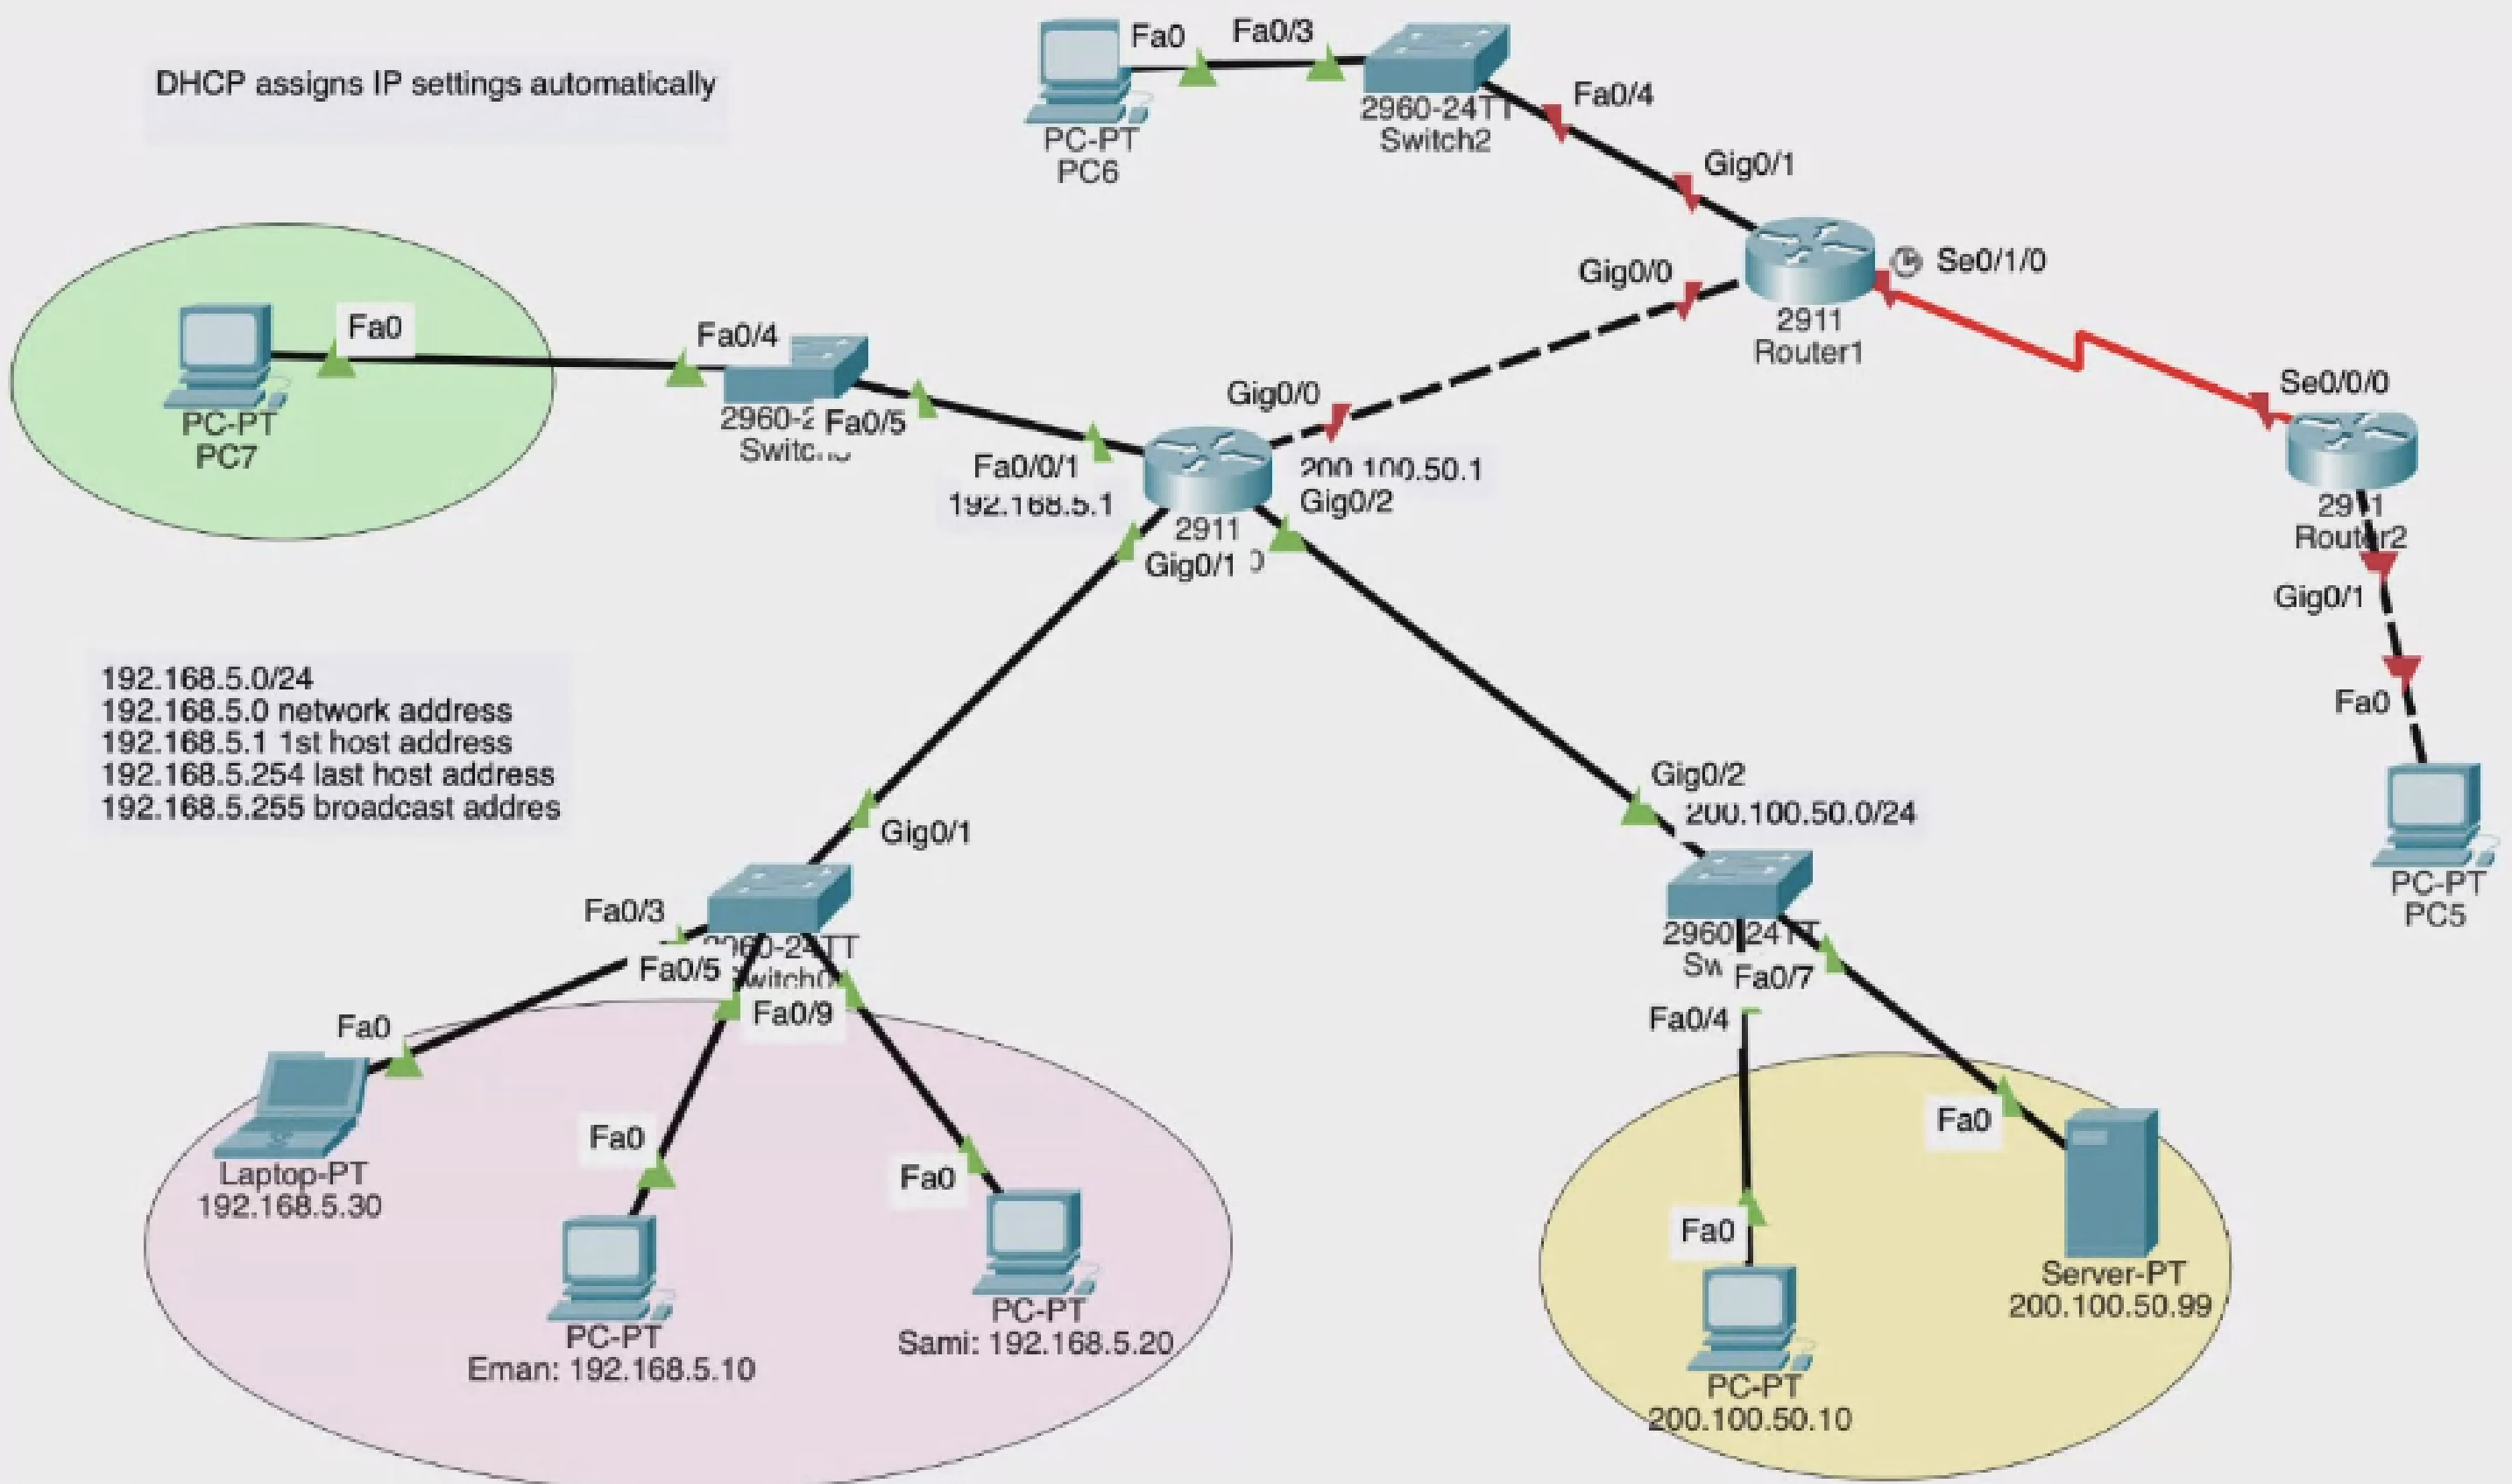 DHCP assigns IP settings automatically
Fa0
Fa0/3
2960-24TT
Switch2
PC-PT
PC6
Fa0/4
Gig0/1
Gig0/0
Se0/1/0
2911
Router1
Fa0
PC-PT
PC7
Fa0/4
Fa0/5
Fa0/0/1
192.168.5.1
Gig0/0
200.100.50.1
Gig0/2
2911
Gig0/1
Se0/0/0
2911
Router2
Gig0/1
Fa0
PC-PT
PC5
192.168.5.0/24
192.168.5.0 network address
192.168.5.1 1st host address
192.168.5.254 last host address
192.168.5.255 broadcast addres
Gig0/1
Gig0/2
200.100.50.0/24
Fa0/3
Fa0/5
Fa0/9
2960-24TT
Fa0/7
Fa0/4
Fa0
Laptop-PT
192.168.5.30
Fa0
PC-PT
Eman: 192.168.5.10
Fa0
PC-PT
Sami: 192.168.5.20
Fa0
PC-PT
200.100.50.10
Fa0
Server-PT
200.100.50.99